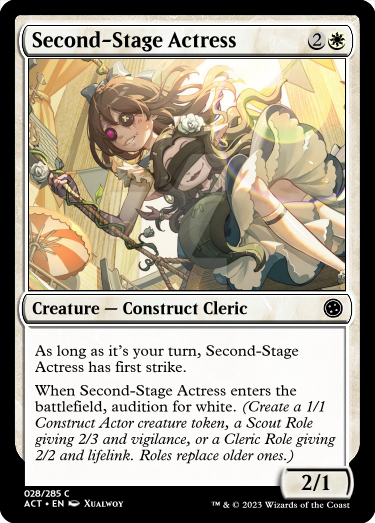 Second-Stage Actress 2
Creature — Construct Cleric
As long as it's your turn, Second-Stage
Actress has first strike.
When Second-Stage Actress enters the
battlefield, audition for white. (Create a 1/1
Construct Actor creature token, a Scout Role
giving 2/3 and vigilance, or a Cleric Role giving
2/2 and lifelink. Roles replace older ones.)
2/1
028/285 C
ACT • EN Xualwoy
™ & © 2023 Wizards of the Coast